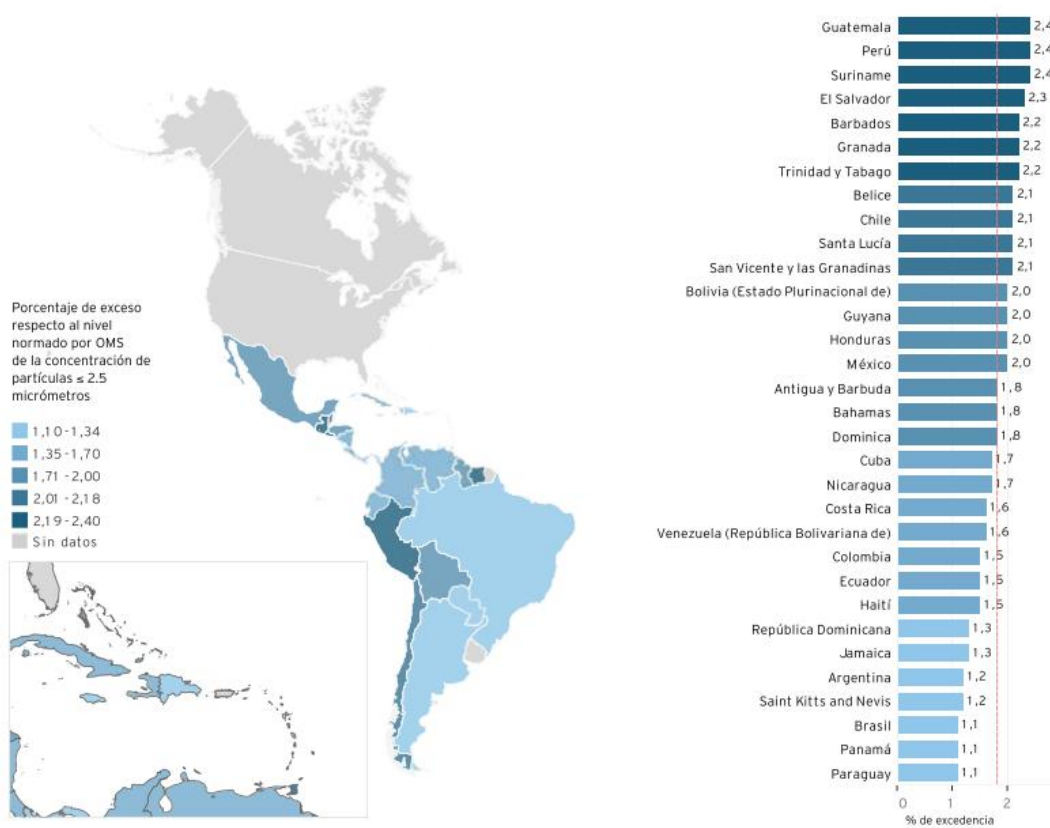 Porcentaje de exceso
respecto al nivel
normado por OMS
de la concentración de
partículas ≤ 2.5
micrómetros
1,10 - 1,34
1,35 - 1,70
1,71 - 2,00
2,01 - 2,18
2,19 - 2,40
Sin datos
Guatemala 2,4
Perú 2,4
Suriname 2,4
El Salvador 2,3
Barbados 2,2
Granada 2,2
Trinidad y Tabago 2,2
Belice 2,1
Chile 2,1
Santa Lucía 2,1
San Vicente y las Granadinas 2,1
Bolivia (Estado Plurinacional de) 2,0
Guyana 2,0
Honduras 2,0
México 2,0
Antigua y Barbuda 1,8
Bahamas 1,8
Dominica 1,8
Cuba 1,7
Nicaragua 1,7
Costa Rica 1,6
Venezuela (República Bolivariana de) 1,6
Colombia 1,5
Ecuador 1,5
Haití 1,5
República Dominicana 1,3
Jamaica 1,3
Argentina 1,2
Saint Kitts and Nevis 1,2
Brasil 1,1
Panamá 1,1
Paraguay 1,1
0 1 2
% de excedencia